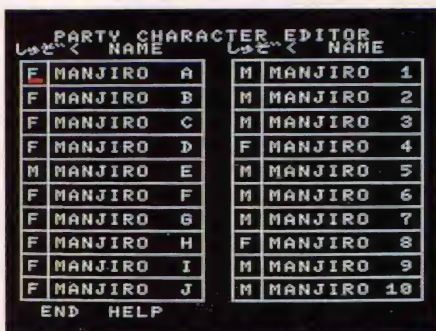 PARTY CHARACTER EDITOR
しゅぞく NAME しゅぞく NAME
F MANJIRO A M MANJIRO 1
F MANJIRO B M MANJIRO 2
F MANJIRO C M MANJIRO 3
F MANJIRO D F MANJIRO 4
M MANJIRO E M MANJIRO 5
F MANJIRO F M MANJIRO 6
F MANJIRO G M MANJIRO 7
F MANJIRO H F MANJIRO 8
F MANJIRO I M MANJIRO 9
F MANJIRO J M MANJIRO 10
END HELP